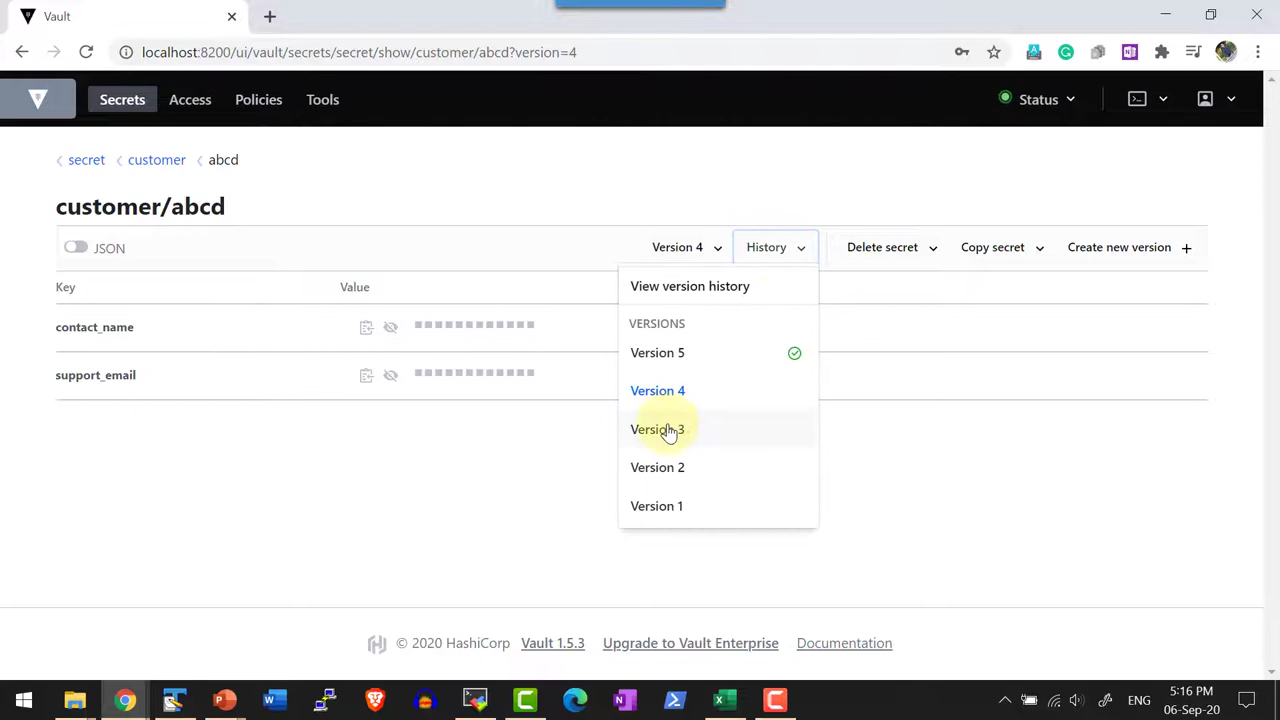 Vault
localhost:8200/ui/vault/secrets/secret/show/customer/abcd?version=4
Secrets Access Policies Tools Status
secret customer abcd
customer/abcd
JSON Version 4 History Delete secret Copy secret Create new version +
Key Value View version history
contact_name VERSIONS
Version 5
support_email
Version 4
Version 3
Version 2
Version 1
© 2020 HashiCorp Vault 1.5.3 Upgrade to Vault Enterprise Documentation
ENG 5:16 PM
06-Sep-20